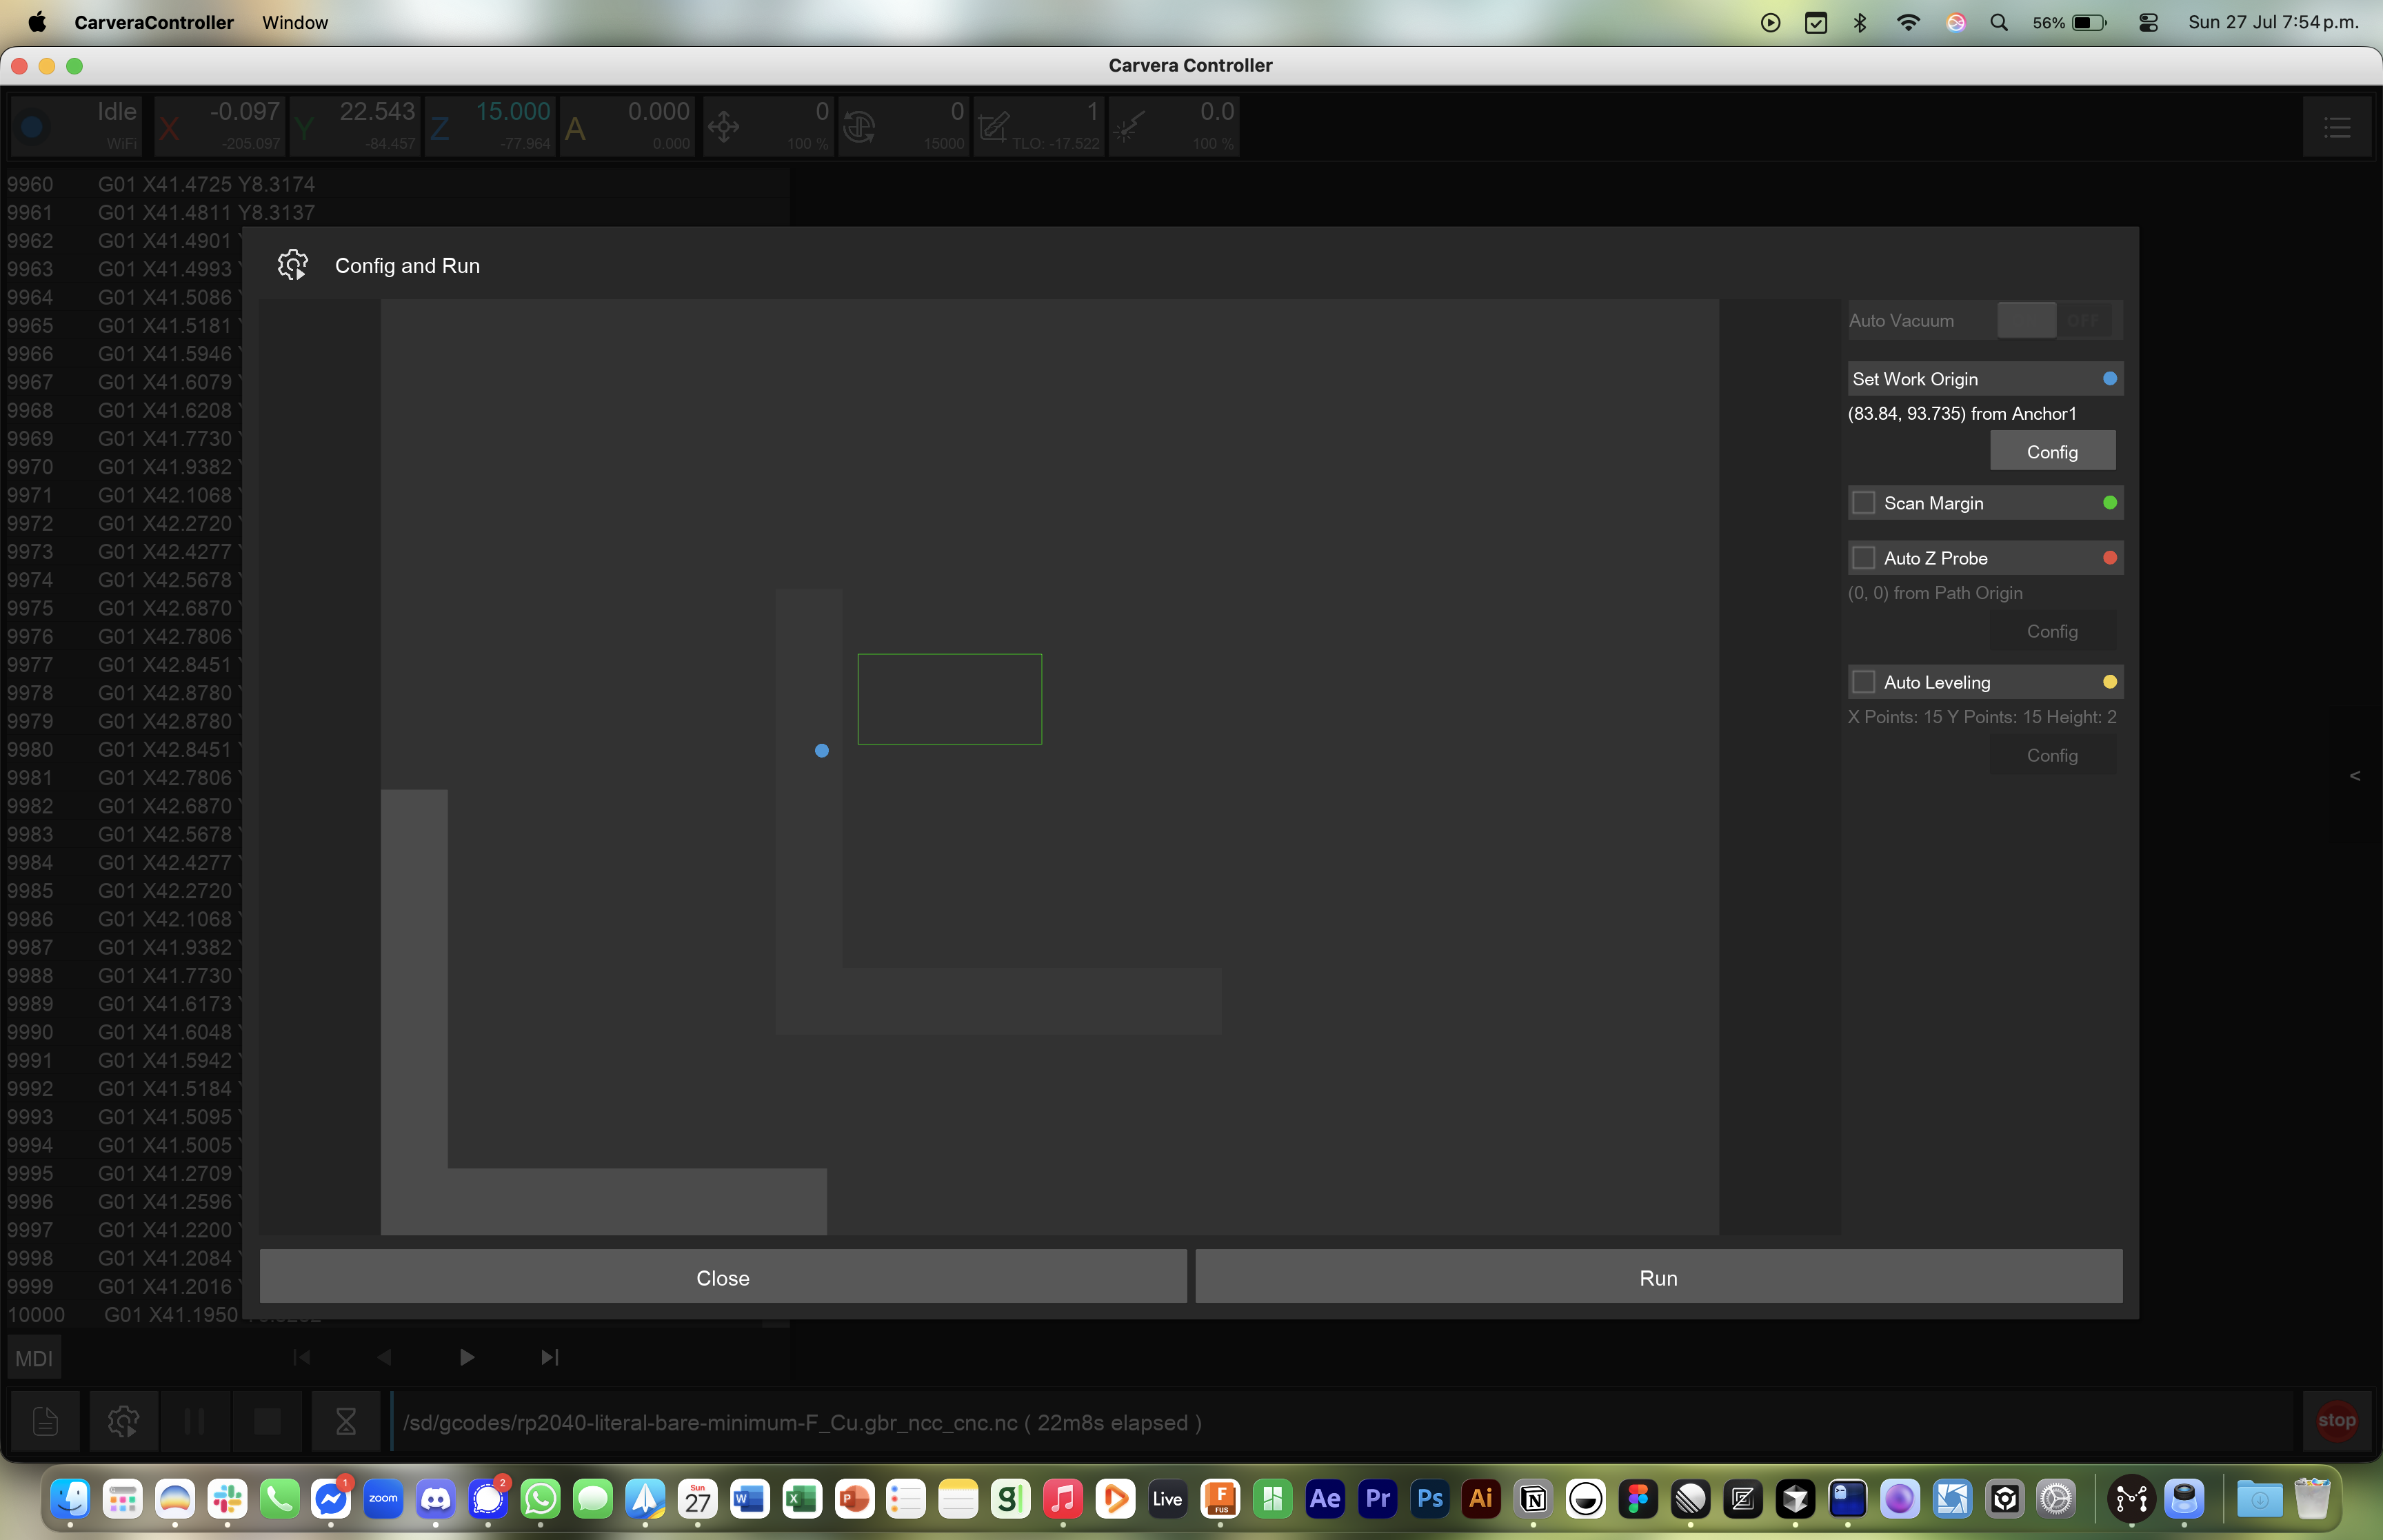 CarveraController Window 56% Sun 27 Jul 7:54 p.m.
Carvera Controller
Idle X -0.097 Y 22.543 Z 15.000 A 0.000 0 0 1 0.0
WiFi -205.097 -84.457 -77.964 0.000 100 % 15000 TLO: -17.522 100 %
9960 G01 X41.4725 Y8.3174
9961 G01 X41.4811 Y8.3137
9962 G01 X41.4901
9963 G01 X41.4993
9964 G01 X41.5086
9965 G01 X41.5181
9966 G01 X41.5946
9967 G01 X41.6079
9968 G01 X41.6208
9969 G01 X41.7730
9970 G01 X41.9382
9971 G01 X42.1068
9972 G01 X42.2720
9973 G01 X42.4277
9974 G01 X42.5678
9975 G01 X42.6870
9976 G01 X42.7806
9977 G01 X42.8451
9978 G01 X42.8780
9979 G01 X42.8780
9980 G01 X42.8451
9981 G01 X42.7806
9982 G01 X42.6870
9983 G01 X42.5678
9984 G01 X42.4277
9985 G01 X42.2720
9986 G01 X42.1068
9987 G01 X41.9382
9988 G01 X41.7730
9989 G01 X41.6173
9990 G01 X41.6048
9991 G01 X41.5942
9992 G01 X41.5184
9993 G01 X41.5095
9994 G01 X41.5005
9995 G01 X41.2709
9996 G01 X41.2596
9997 G01 X41.2200
9998 G01 X41.2084
9999 G01 X41.2016
10000 G01 X41.1950
Config and Run
Auto Vacuum OFF
Set Work Origin
(83.84, 93.735) from Anchor1
Config
Scan Margin
Auto Z Probe
(0, 0) from Path Origin
Config
Auto Leveling
X Points: 15 Y Points: 15 Height: 2
Config
<
Close Run
MDI
/sd/gcodes/rp2040-literal-bare-minimum-F_Cu.gbr_ncc_cnc.nc ( 22m8s elapsed )
stop
1 zoom 2 Sun 27 W X P g Live F FUS Ae Pr Ps Ai N